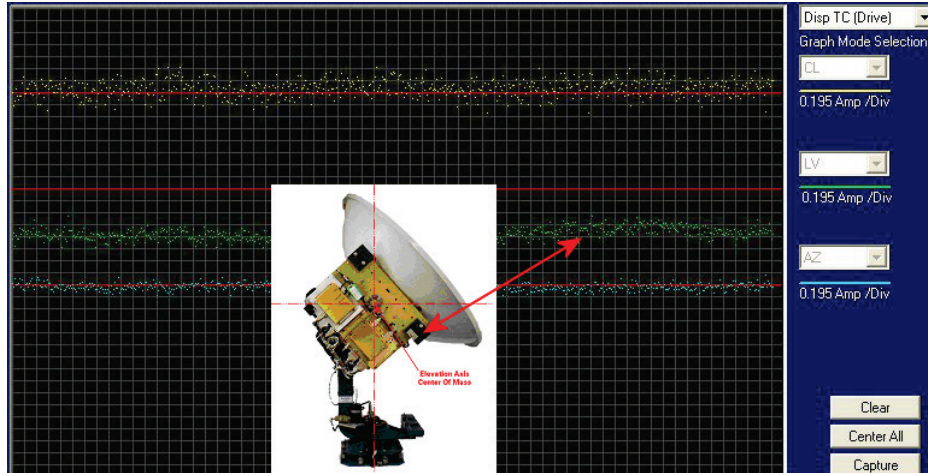 Disp TC (Drive)
Graph Mode Selection
CL
0.195 Amp /Div
LV
0.195 Amp /Div
AZ
0.195 Amp /Div
Elevation Axis
Center Of Mass
Clear
Center All
Capture